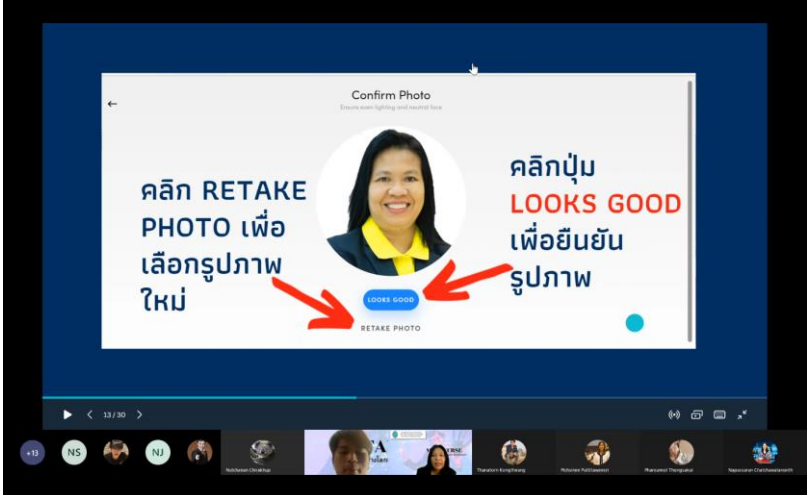 Confirm Photo
Ensure even lighting and neutral face
คลิก RETAKE
PHOTO เพื่อ
เลือกรูปภาพ
ใหม่
คลิกปุ่ม
LOOKS GOOD
เพื่อยืนยัน
รูปภาพ
LOOKS GOOD
RETAKE PHOTO
13/30
+13
NS
NJ